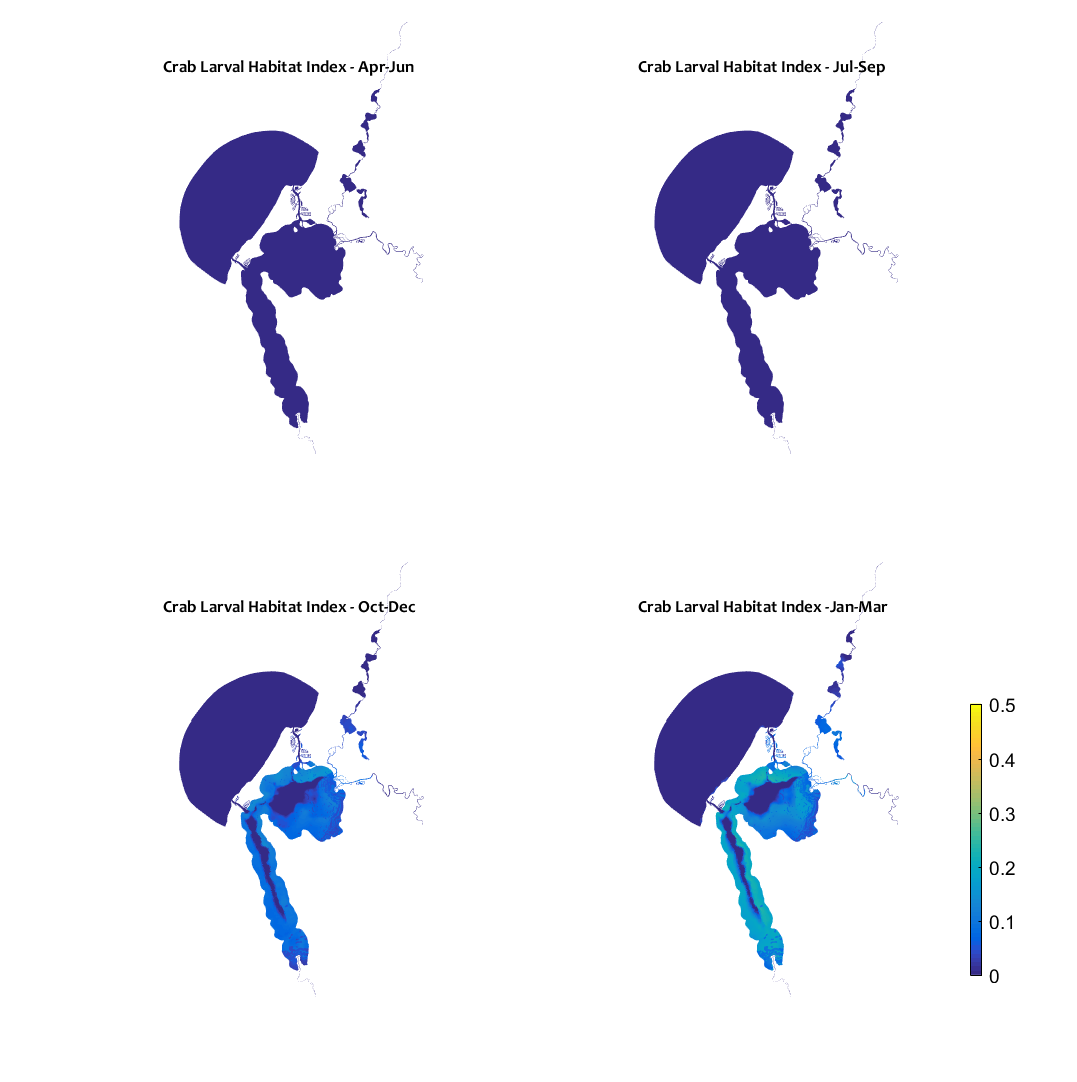 Crab Larval Habitat Index - Apr-Jun
Crab Larval Habitat Index - Jul-Sep
Crab Larval Habitat Index - Oct-Dec
Crab Larval Habitat Index -Jan-Mar
0.5
0.4
0.3
0.2
0.1
0